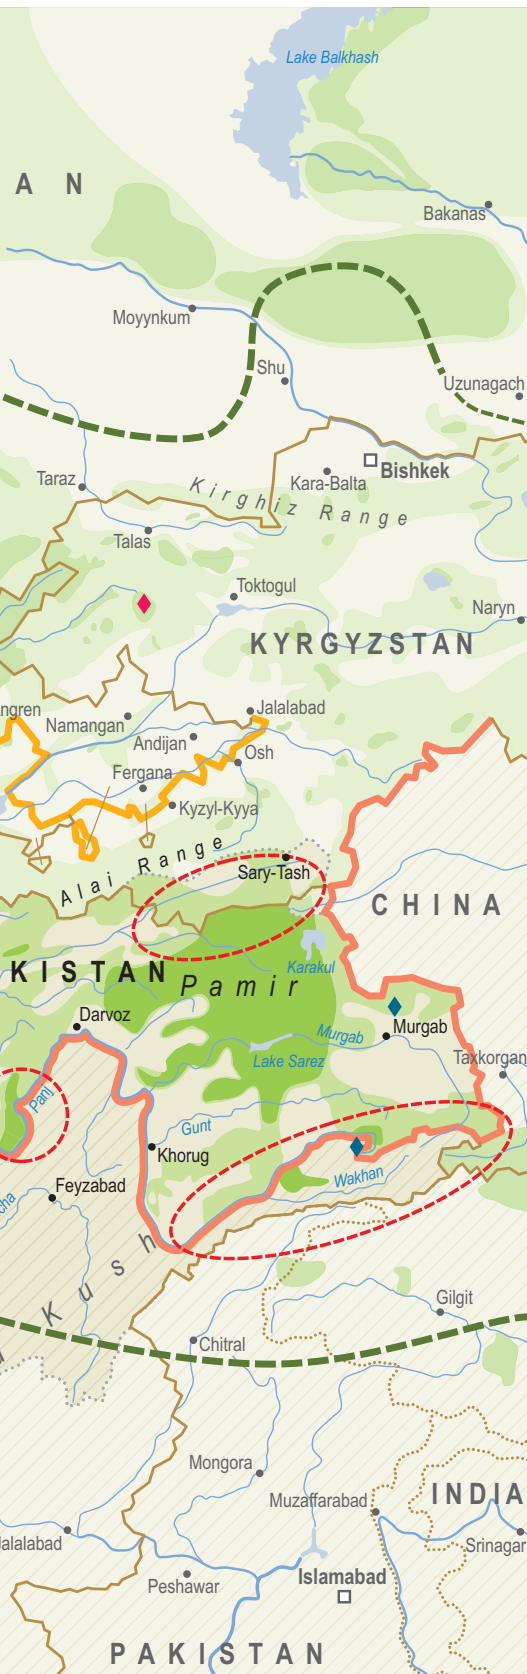 Lake Balkhash
A N
Bakanas
Moyynkum
Shu
Uzunagach
Bishkek
Taraz
Kara-Balta
Kirghiz Range
Talas
Toktogul
Naryn
KYRGYZSTAN
ngren
Jalalabad
Namangan
Andijan
Osh
Fergana
Kyzyl-Kyya
Alai Range
Sary-Tash
CHINA
KISTAN
Pamir
Karakul
Darvoz
Murgab
Murgab
Lake Sarez
Taxkorgan
Panj
Gunt
Khorug
Wakhan
Feyzabad
cha
Kush
Gilgit
Chitral
Mongora
Muzaffarabad
INDIA
Jalalabad
Srinagar
Peshawar
Islamabad
PAKISTAN